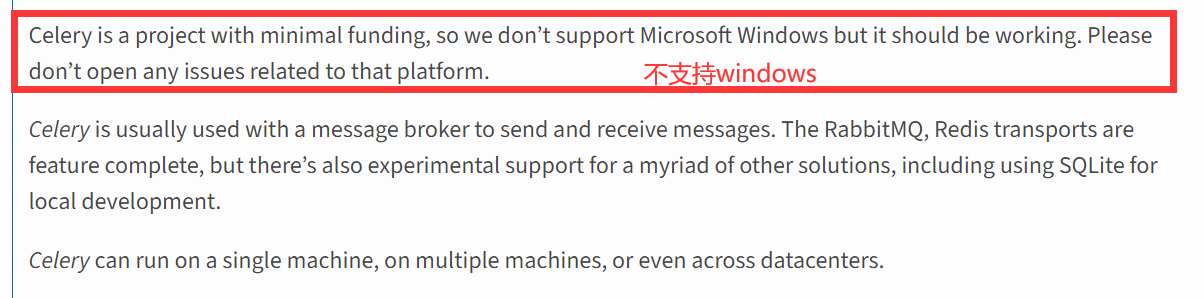 Celery is a project with minimal funding, so we don’t support Microsoft Windows but it should be working. Please
don’t open any issues related to that platform.
不支持windows
Celery is usually used with a message broker to send and receive messages. The RabbitMQ, Redis transports are
feature complete, but there’s also experimental support for a myriad of other solutions, including using SQLite for
local development.
Celery can run on a single machine, on multiple machines, or even across datacenters.